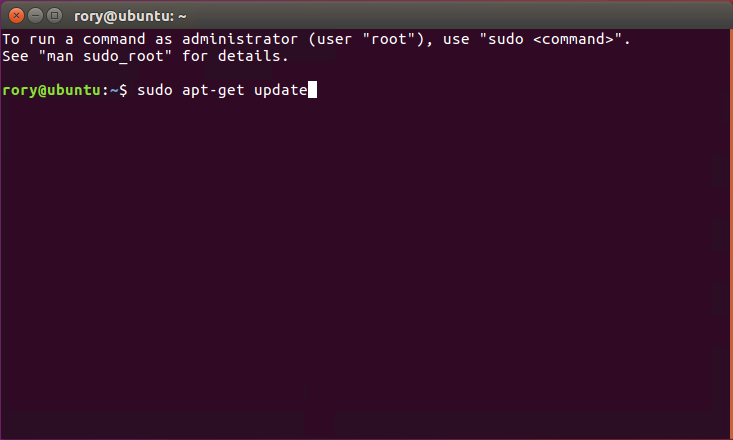 rory@ubuntu: ~
To run a command as administrator (user "root"), use "sudo <command>".
See "man sudo_root" for details.
rory@ubuntu:~$ sudo apt-get update